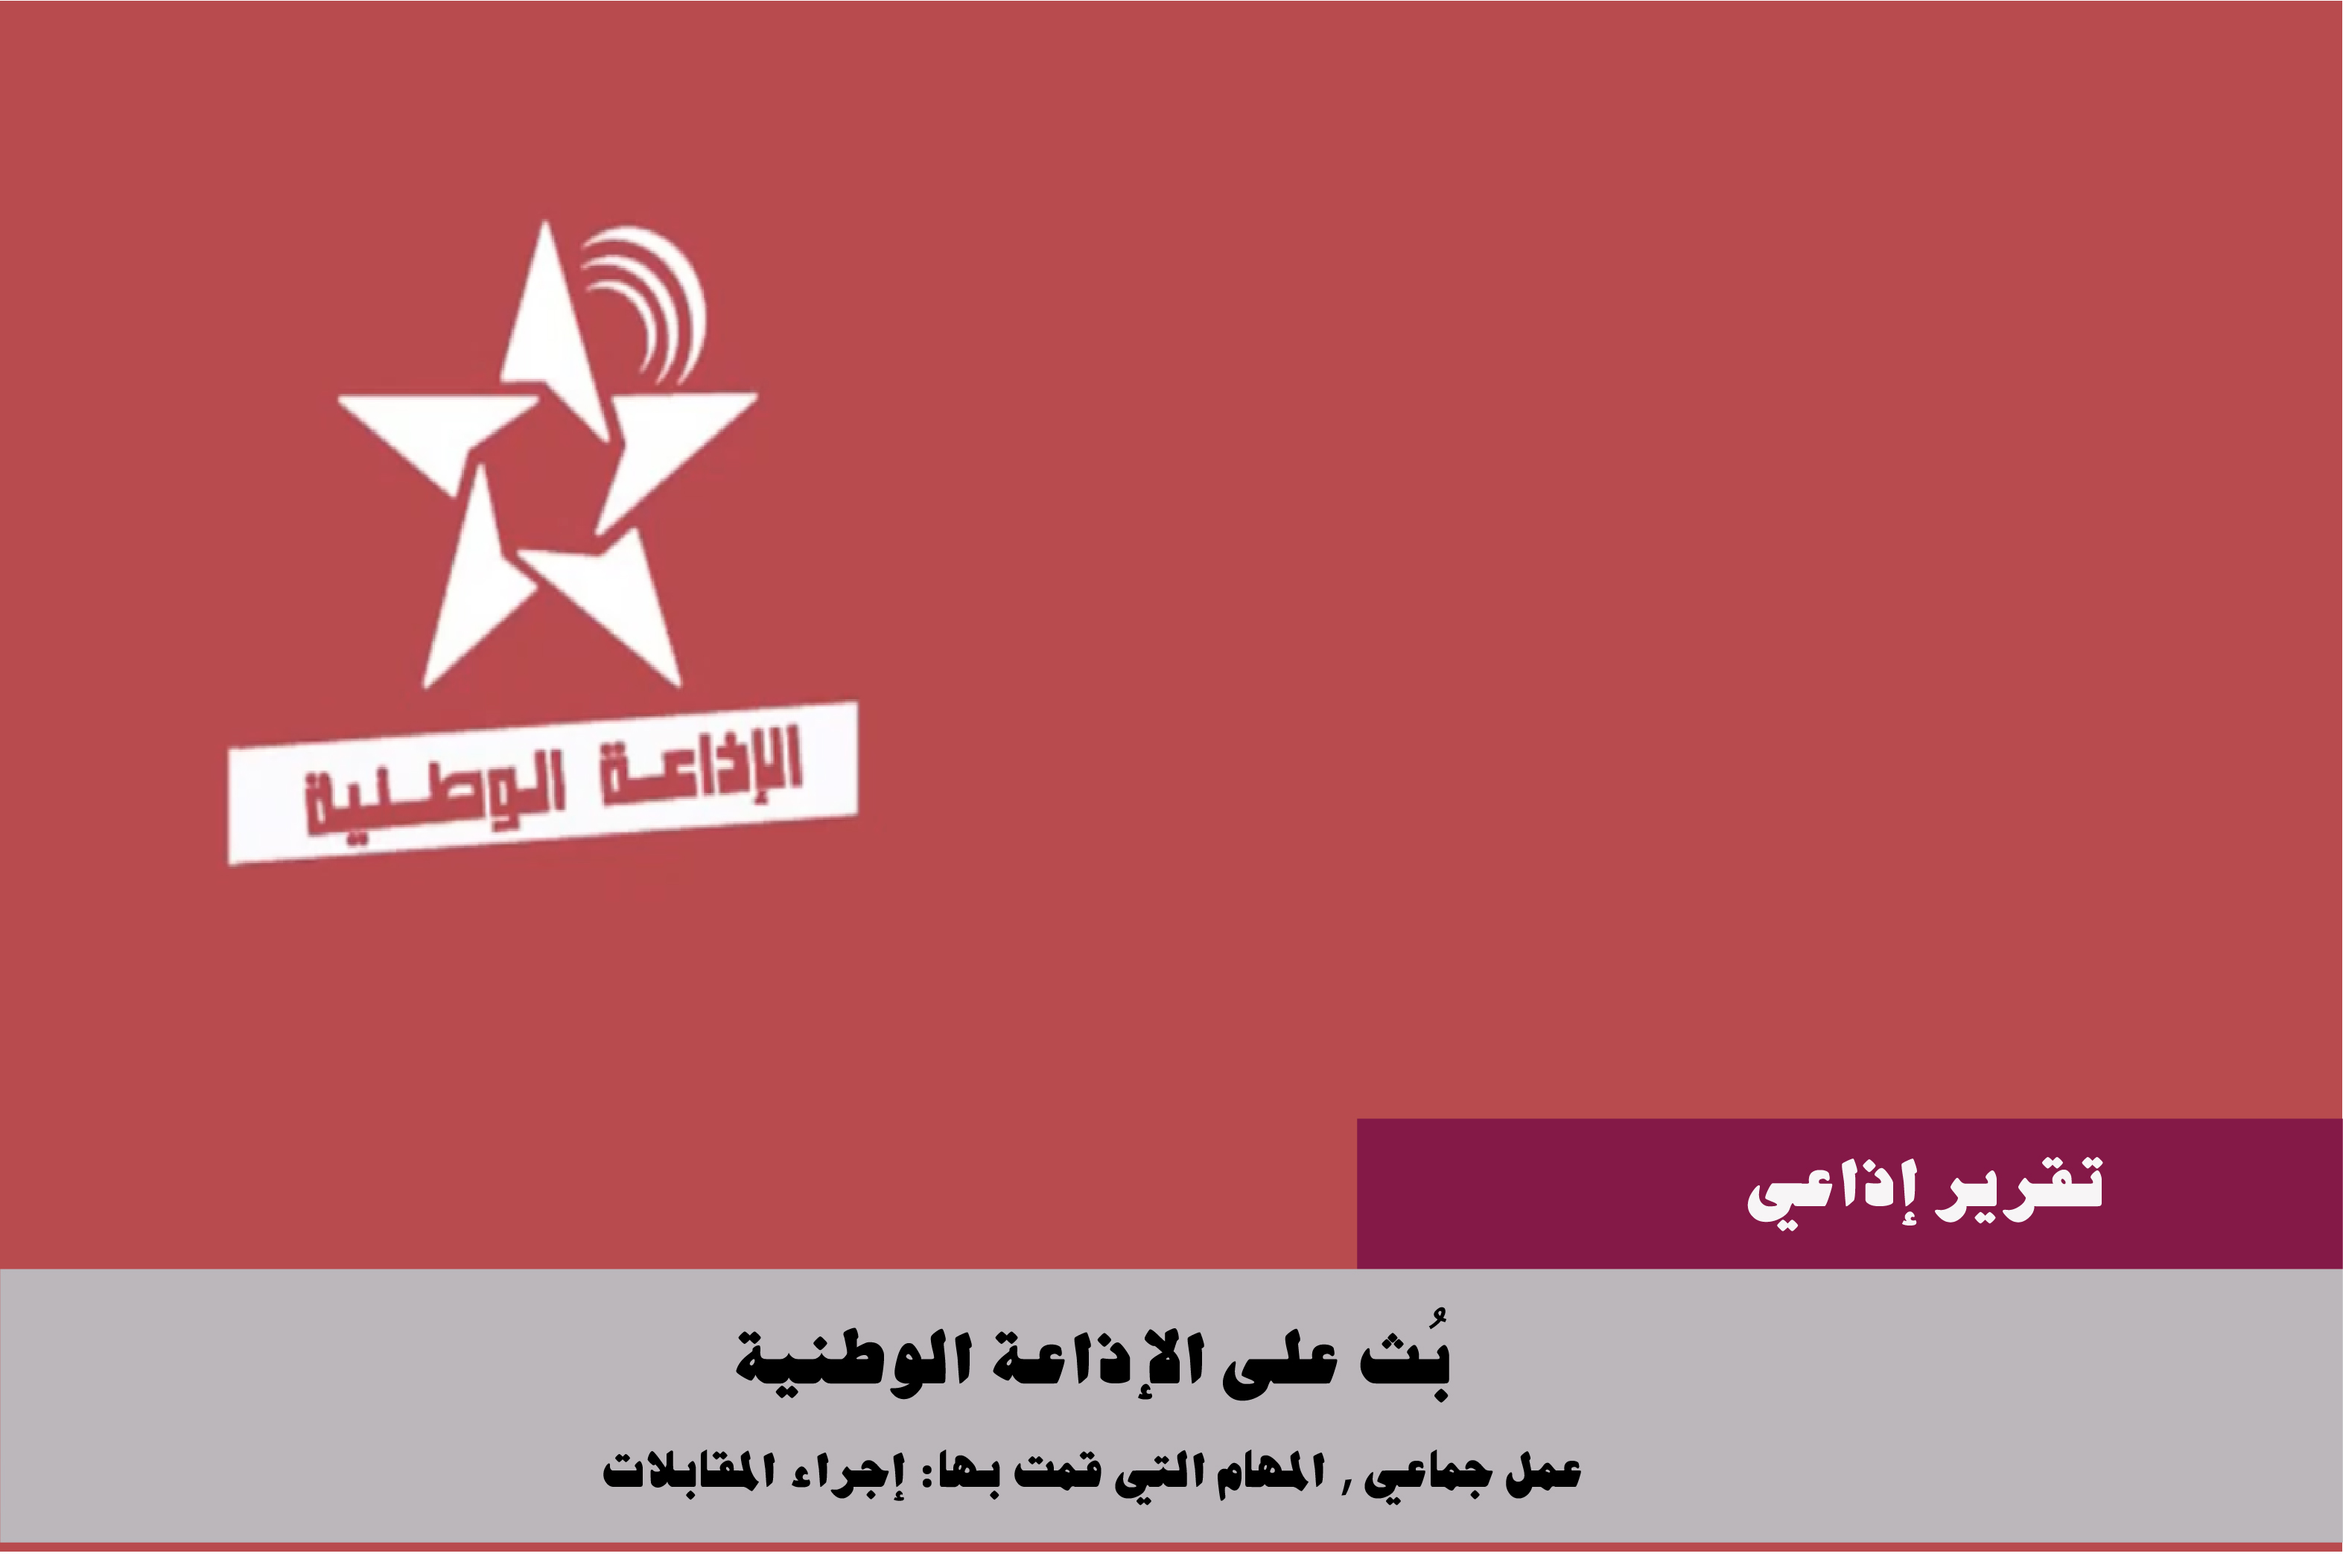 الإذاعة الوطنية
تقرير إذاعي
بُث على الإذاعة الوطنية
عمل جماعي , المهام التي قمت بها: إجراء المقابلات